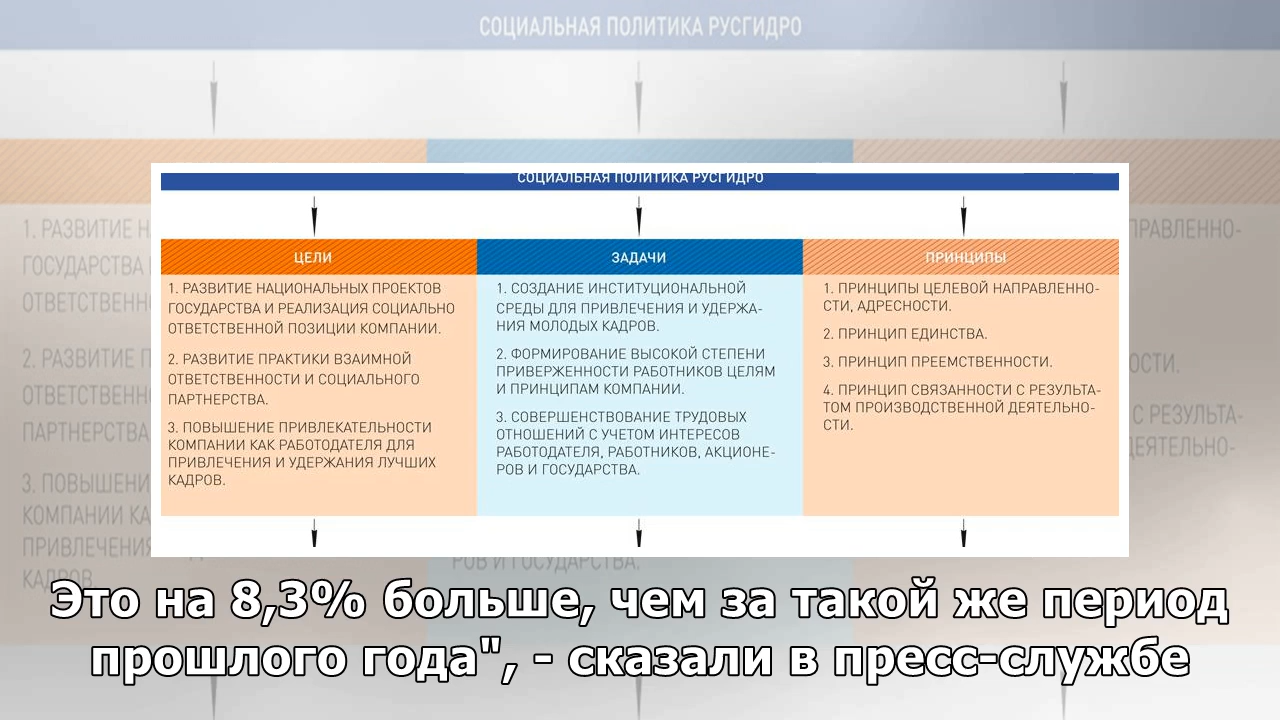 СОЦИАЛЬНАЯ ПОЛИТИКА РУСГИДРО
СОЦИАЛЬНАЯ ПОЛИТИКА РУСГИДРО
ЦЕЛИ
1. РАЗВИТИЕ НАЦИОНАЛЬНЫХ ПРОЕКТОВ
ГОСУДАРСТВА И РЕАЛИЗАЦИЯ СОЦИАЛЬНО
ОТВЕТСТВЕННОЙ ПОЗИЦИИ КОМПАНИИ.
2. РАЗВИТИЕ ПРАКТИКИ ВЗАИМНОЙ
ОТВЕТСТВЕННОСТИ И СОЦИАЛЬНОГО
ПАРТНЕРСТВА.
3. ПОВЫШЕНИЕ ПРИВЛЕКАТЕЛЬНОСТИ
КОМПАНИИ КАК РАБОТОДАТЕЛЯ ДЛЯ
ПРИВЛЕЧЕНИЯ И УДЕРЖАНИЯ ЛУЧШИХ
КАДРОВ.
ЗАДАЧИ
1. СОЗДАНИЕ ИНСТИТУЦИОНАЛЬНОЙ
СРЕДЫ ДЛЯ ПРИВЛЕЧЕНИЯ И УДЕРЖА-
НИЯ МОЛОДЫХ КАДРОВ.
2. ФОРМИРОВАНИЕ ВЫСОКОЙ СТЕПЕНИ
ПРИВЕРЖЕННОСТИ РАБОТНИКОВ ЦЕЛЯМ
И ПРИНЦИПАМ КОМПАНИИ.
3. СОВЕРШЕНСТВОВАНИЕ ТРУДОВЫХ
ОТНОШЕНИЙ С УЧЕТОМ ИНТЕРЕСОВ
РАБОТОДАТЕЛЯ, РАБОТНИКОВ, АКЦИОНЕ-
РОВ И ГОСУДАРСТВА.
ПРИНЦИПЫ
1. ПРИНЦИПЫ ЦЕЛЕВОЙ НАПРАВЛЕННО-
СТИ, АДРЕСНОСТИ.
2. ПРИНЦИП ЕДИНСТВА.
3. ПРИНЦИП ПРЕЕМСТВЕННОСТИ.
4. ПРИНЦИП СВЯЗАННОСТИ С РЕЗУЛЬТА-
ТОМ ПРОИЗВОДСТВЕННОЙ ДЕЯТЕЛЬНО-
СТИ.
Это на 8,3% больше, чем за такой же период
прошлого года", - сказали в пресс-службе